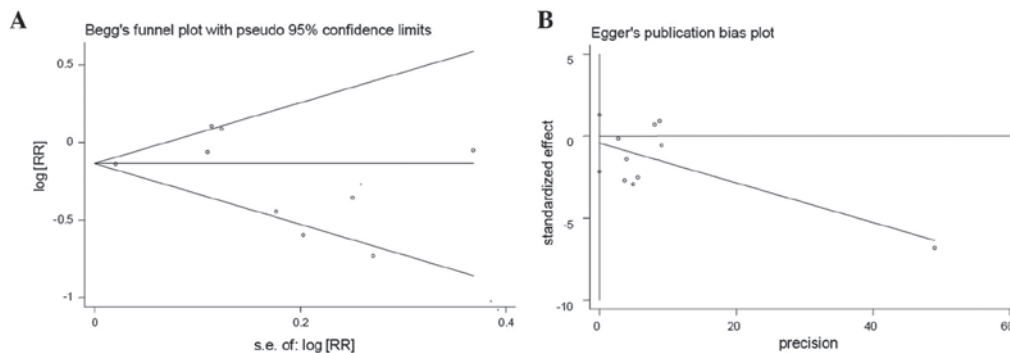 A
Begg's funnel plot with pseudo 95% confidence limits
log [RR]
0.5
0
-0.5
-1
0
0.2
0.4
s.e. of: log [RR]
B
Egger's publication bias plot
standardized effect
5
0
-5
-10
0
20
40
60
precision